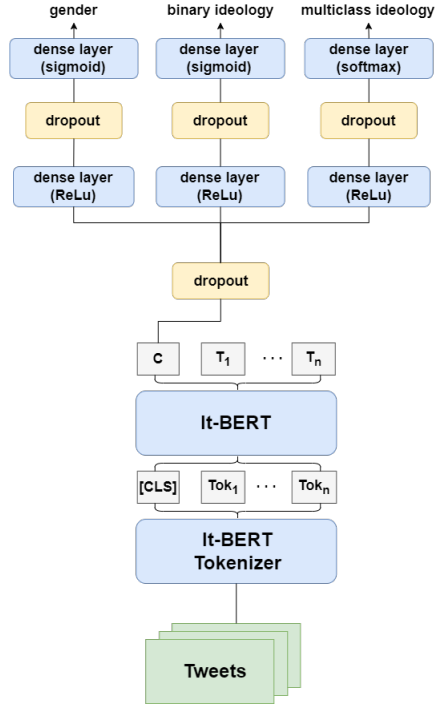 gender binary ideology multiclass ideology
dense layer dense layer dense layer
(sigmoid) (sigmoid) (softmax)
dropout dropout dropout
dense layer dense layer dense layer
(ReLu) (ReLu) (ReLu)
dropout
C T1 ... Tn
It-BERT
[CLS] Tok1 ... Tokn
It-BERT
Tokenizer
Tweets